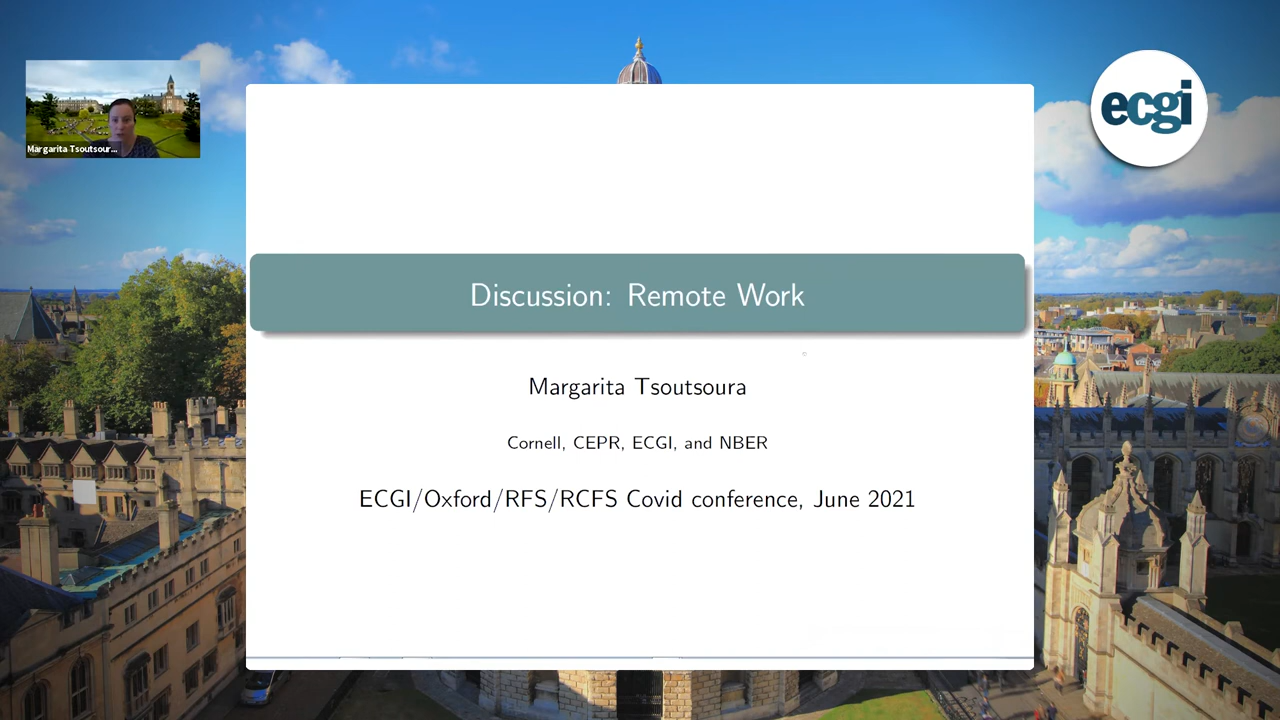 Margarita Tsoutsour...
ecgi
Discussion: Remote Work
Margarita Tsoutsoura
Cornell, CEPR, ECGI, and NBER
ECGI/Oxford/RFS/RCFS Covid conference, June 2021